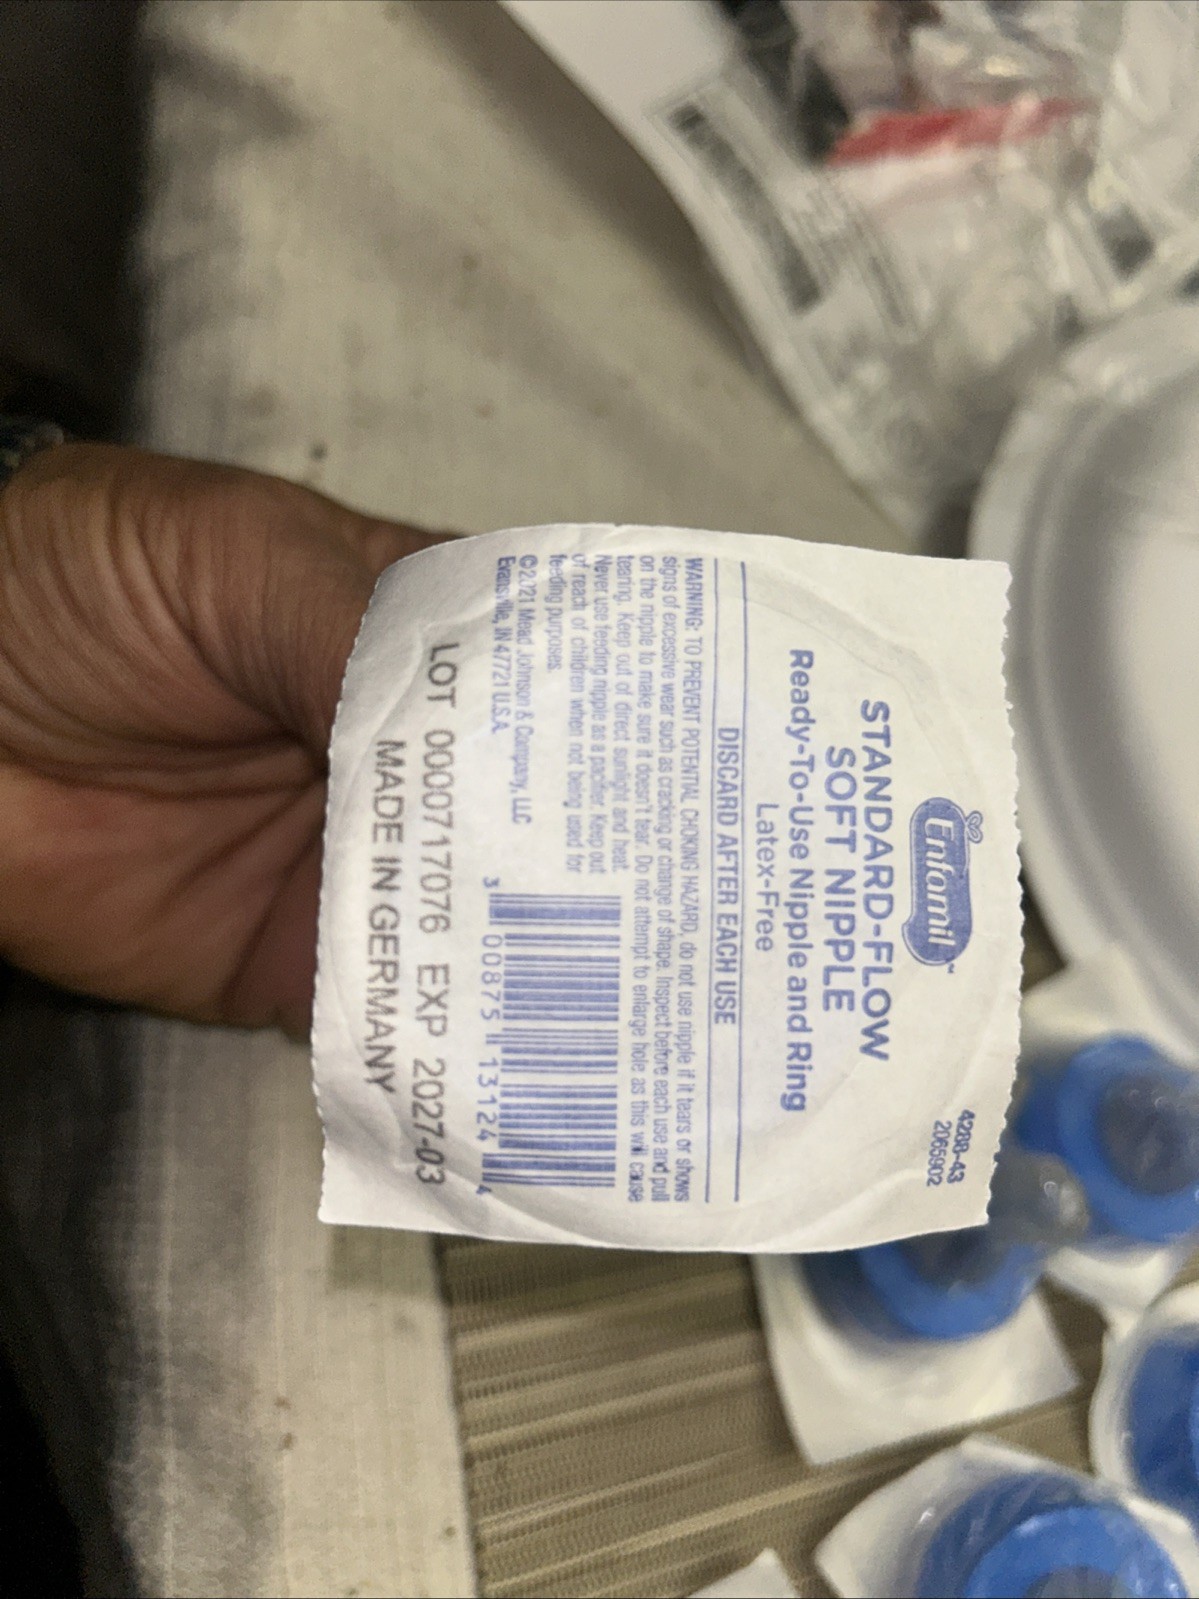 4288-43
2065902
Enfamil™
STANDARD-FLOW
SOFT NIPPLE
Ready-To-Use Nipple and Ring
Latex-Free
DISCARD AFTER EACH USE
WARNING: TO PREVENT POTENTIAL CHOKING HAZARD, do not use nipple if it tears or shows
signs of excessive wear such as cracking or change of shape. Inspect before each use and pull
on the nipple to make sure it doesn't tear. Do not attempt to enlarge hole as this will cause
tearing. Keep out of direct sunlight and heat.
Never use feeding nipple as a pacifier. Keep out
of reach of children when not being used for
feeding purposes.
©2021 Mead Johnson & Company, LLC
Evansville, IN 47721 U.S.A.
3 00875 13124 4
LOT 0000717076 EXP 2027-03
MADE IN GERMANY